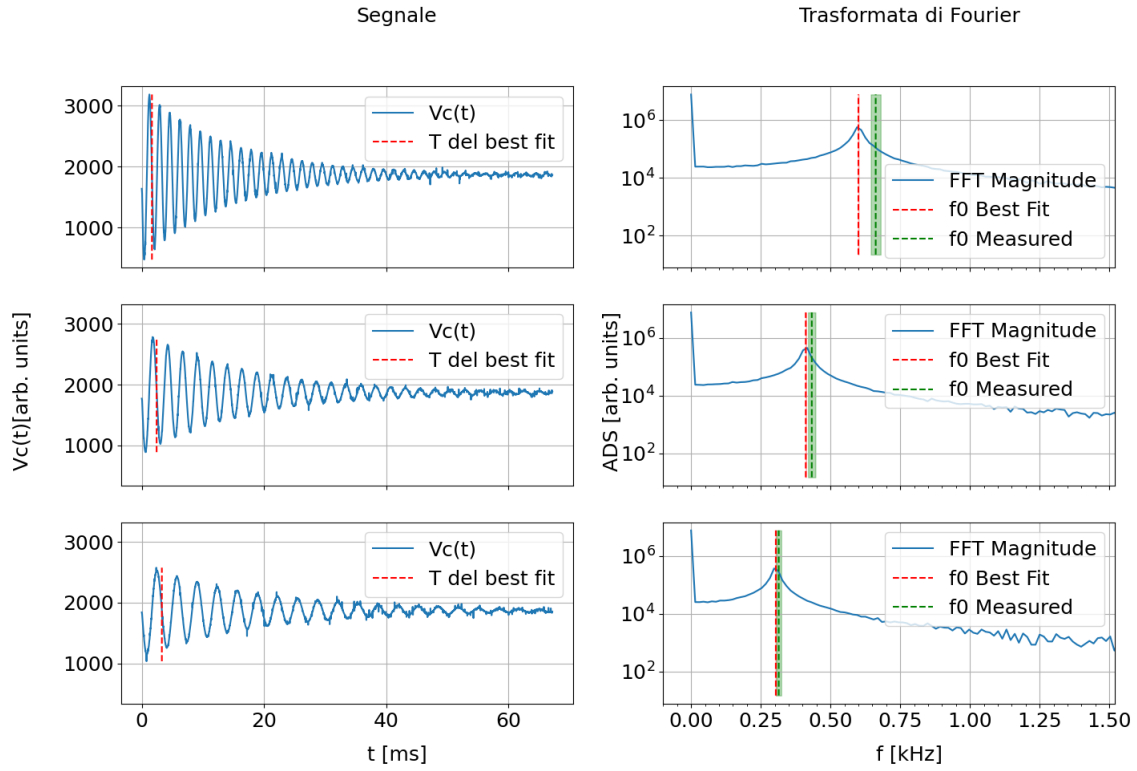 Segnale
Trasformata di Fourier
3000
2000
1000
Vc(t)
T del best fit
10^6
10^4
10^2
FFT Magnitude
f0 Best Fit
f0 Measured
Vc(t)[arb. units]
3000
2000
1000
Vc(t)
T del best fit
ADS [arb. units]
10^6
10^4
10^2
FFT Magnitude
f0 Best Fit
f0 Measured
3000
2000
1000
Vc(t)
T del best fit
0 20 40 60
t [ms]
10^6
10^4
10^2
FFT Magnitude
f0 Best Fit
f0 Measured
0.00 0.25 0.50 0.75 1.00 1.25 1.50
f [kHz]